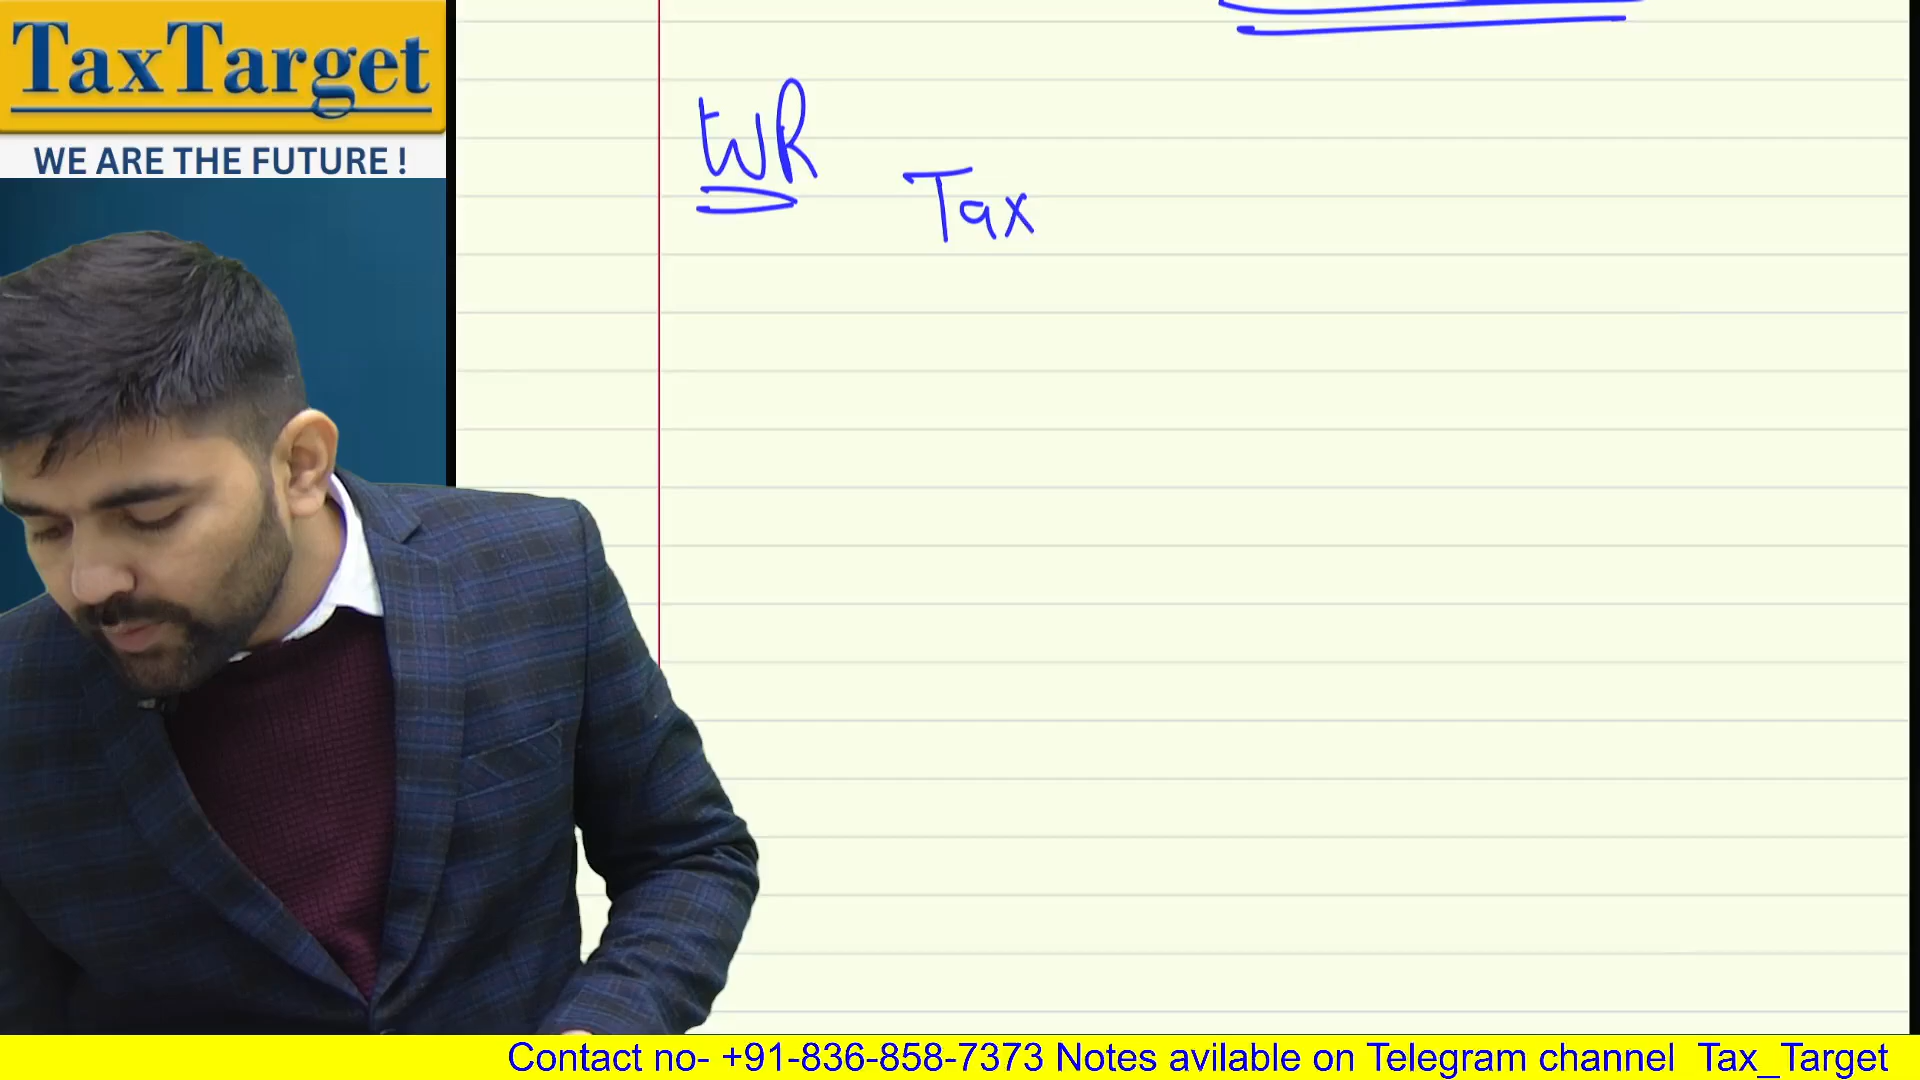 TaxTarget
WE ARE THE FUTURE !
WR
Tax
Contact no- +91-836-858-7373 Notes avilable on Telegram channel Tax_Target